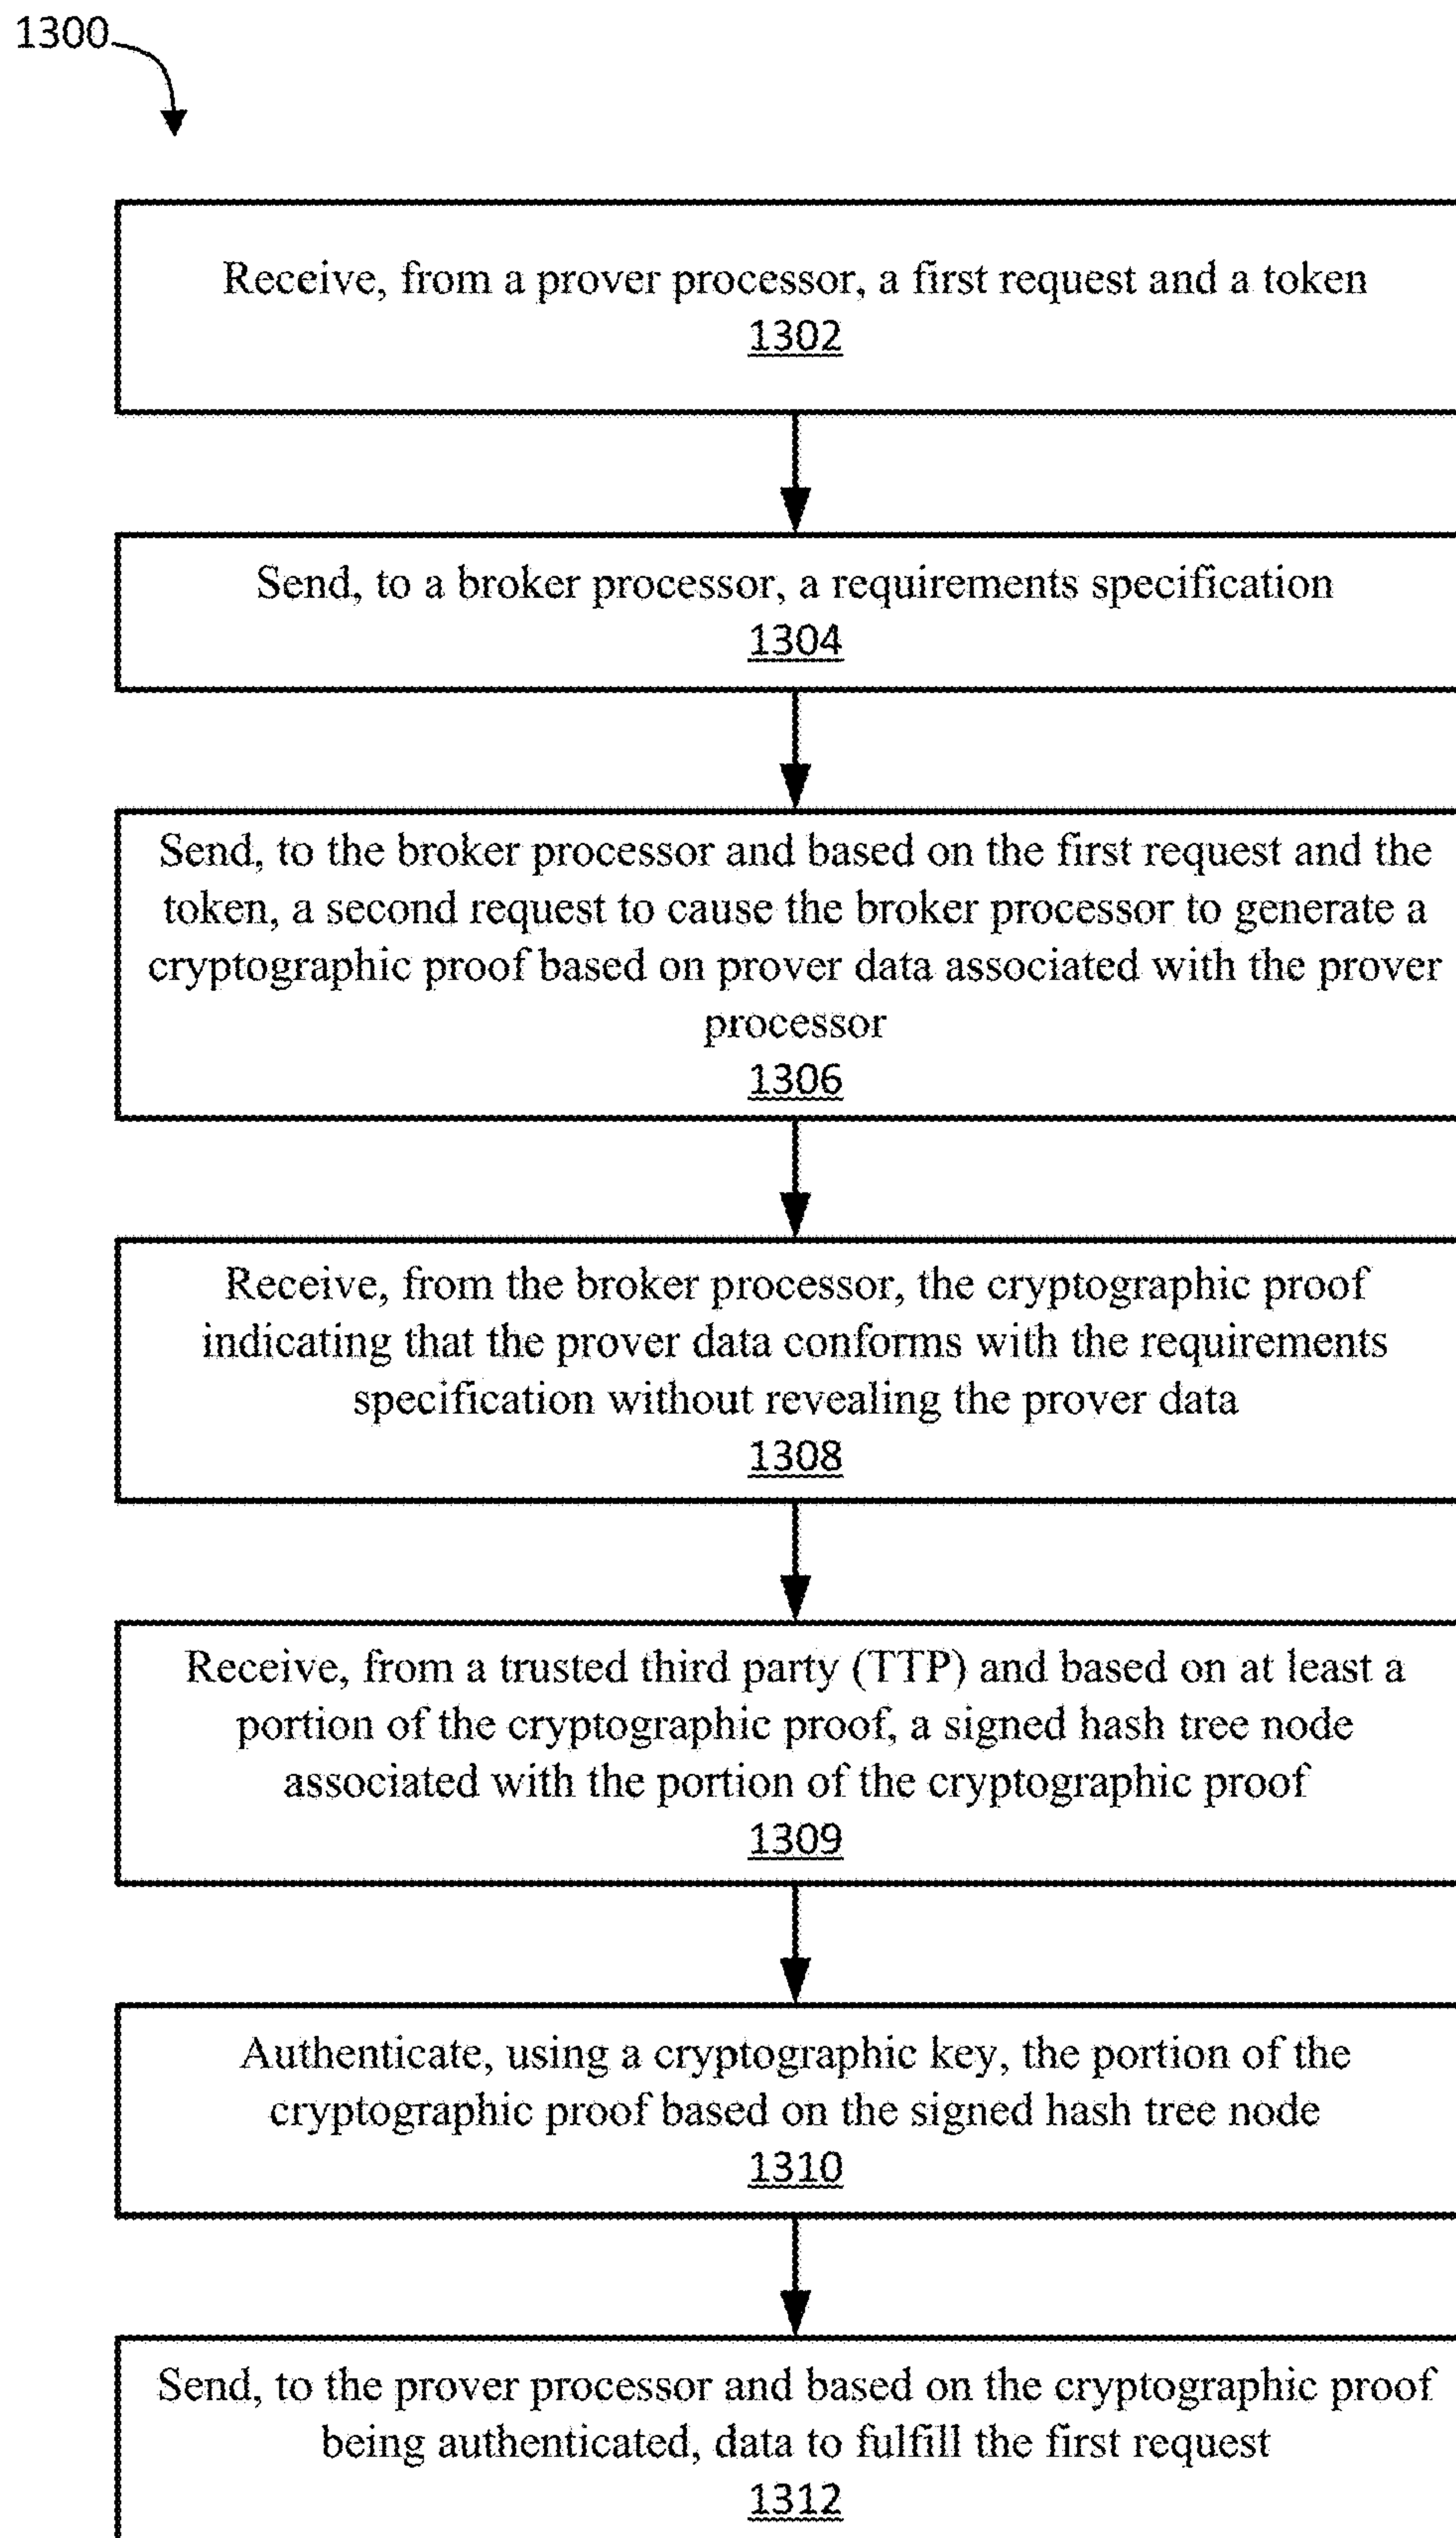 1300
Receive, from a prover processor, a first request and a token
1302
Send, to a broker processor, a requirements specification
1304
Send, to the broker processor and based on the first request and the
token, a second request to cause the broker processor to generate a
cryptographic proof based on prover data associated with the prover
processor
1306
Receive, from the broker processor, the cryptographic proof
indicating that the prover data conforms with the requirements
specification without revealing the prover data
1308
Receive, from a trusted third party (TTP) and based on at least a
portion of the cryptographic proof, a signed hash tree node
associated with the portion of the cryptographic proof
1309
Authenticate, using a cryptographic key, the portion of the
cryptographic proof based on the signed hash tree node
1310
Send, to the prover processor and based on the cryptographic proof
being authenticated, data to fulfill the first request
1312